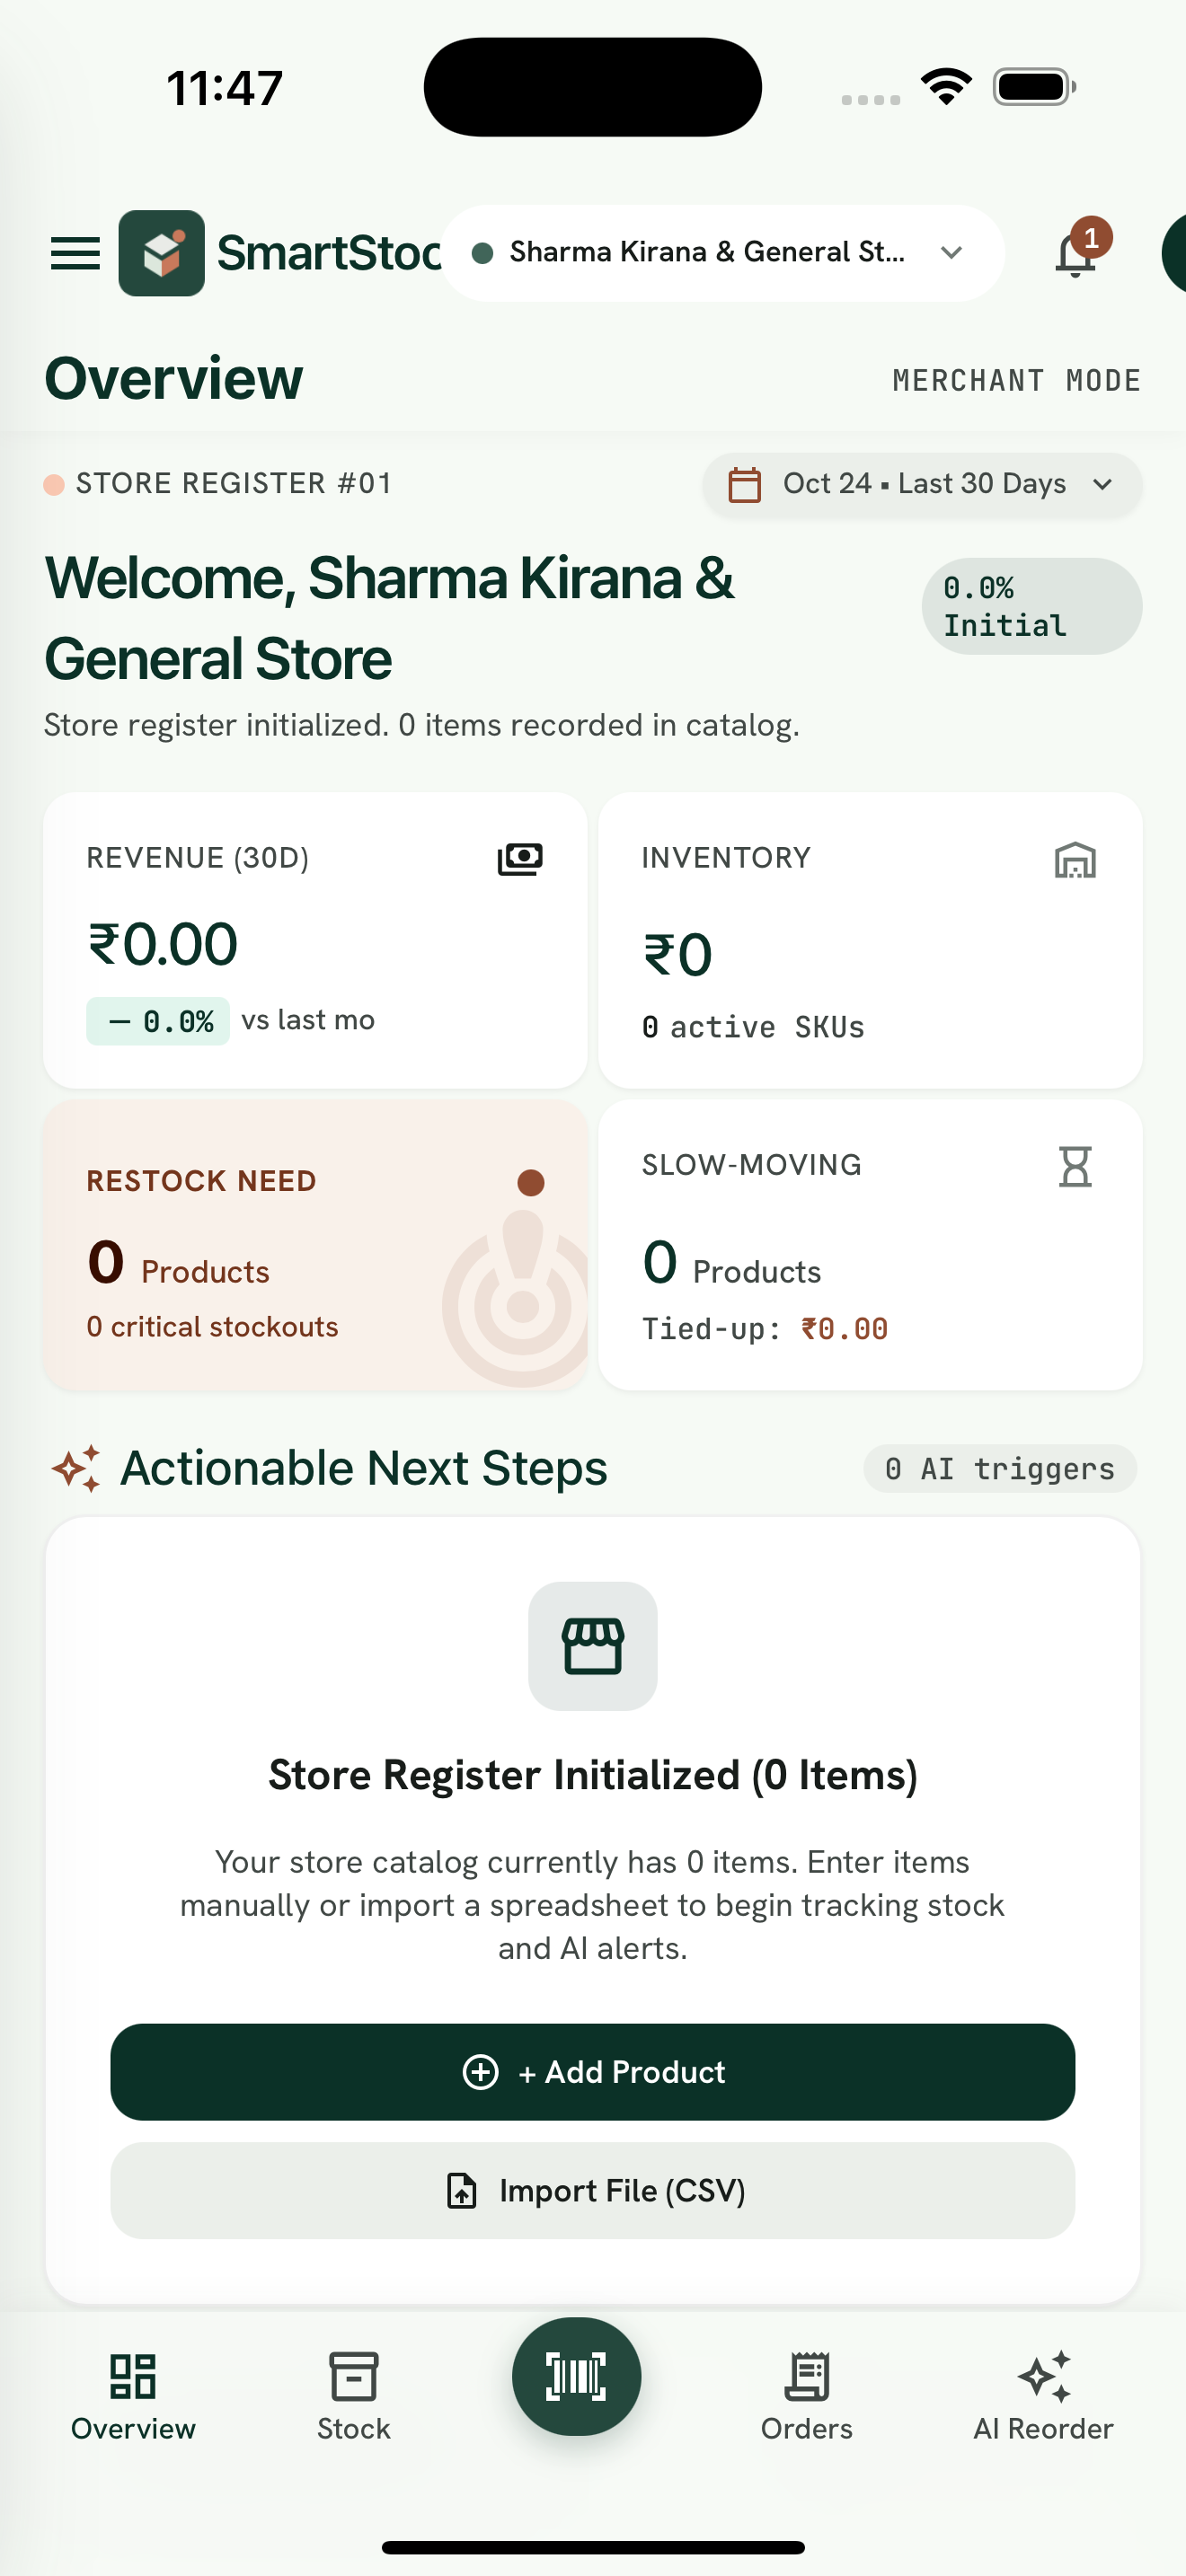 11:47
SmartStoc
Sharma Kirana & General St...
1
Overview
MERCHANT MODE
STORE REGISTER #01
Oct 24 ▪ Last 30 Days
Welcome, Sharma Kirana &
General Store
0.0%
Initial
Store register initialized. 0 items recorded in catalog.
REVENUE (30D)
₹0.00
— 0.0% vs last mo
INVENTORY
₹0
0 active SKUs
RESTOCK NEED
0 Products
0 critical stockouts
SLOW-MOVING
0 Products
Tied-up: ₹0.00
Actionable Next Steps
0 AI triggers
Store Register Initialized (0 Items)
Your store catalog currently has 0 items. Enter items
manually or import a spreadsheet to begin tracking stock
and AI alerts.
+ Add Product
Import File (CSV)
Overview
Stock
Orders
AI Reorder